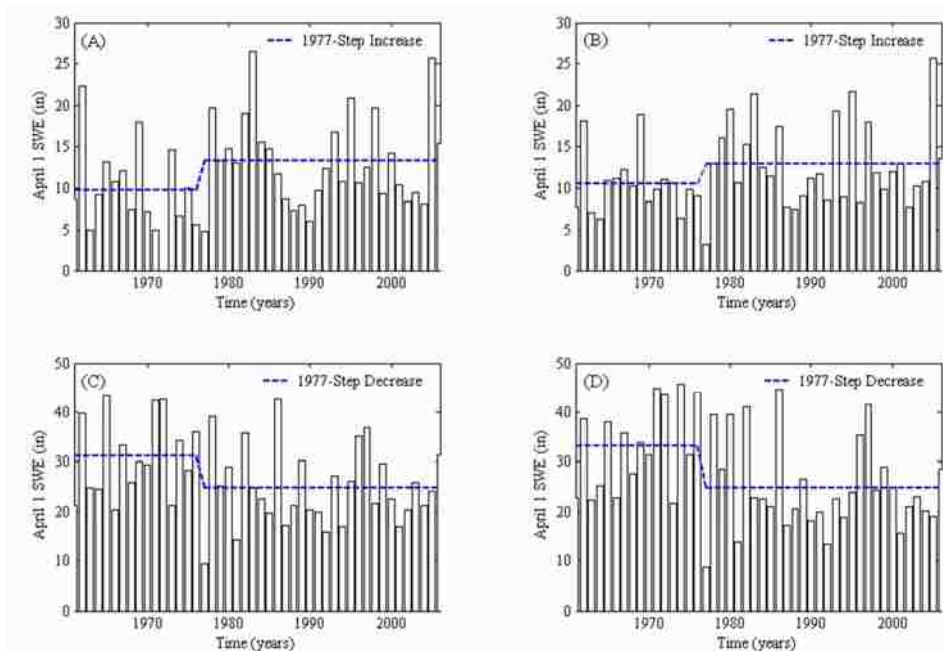 30
25
20
15
10
5
0
April 1 SWE (in)
(A)
1977-Step Increase
1970 1980 1990 2000
Time (years)
30
25
20
15
10
5
0
April 1 SWE (in)
(B)
1977-Step Increase
1970 1980 1990 2000
Time (years)
50
40
30
20
10
0
April 1 SWE (in)
(C)
1977-Step Decrease
1970 1980 1990 2000
Time (years)
50
40
30
20
10
0
April 1 SWE (in)
(D)
1977-Step Decrease
1970 1980 1990 2000
Time (years)